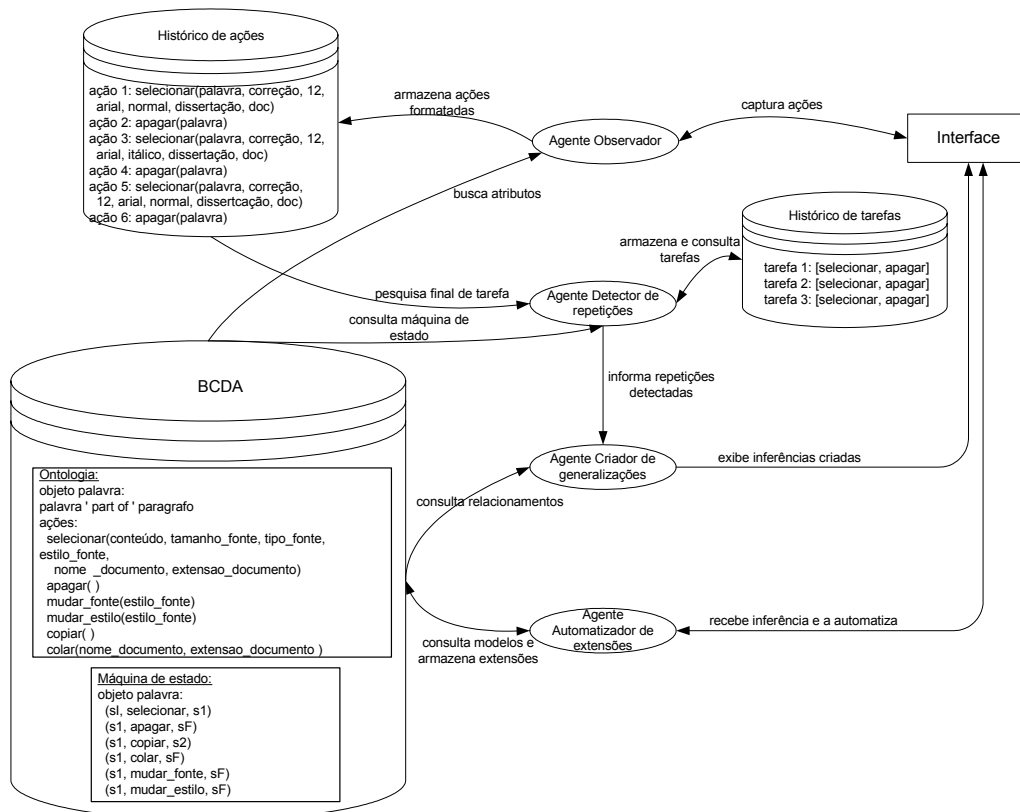 Histórico de ações
ação 1: selecionar(palavra, correção, 12,
arial, normal, dissertação, doc)
ação 2: apagar(palavra)
ação 3: selecionar(palavra, correção, 12,
arial, itálico, dissertação, doc)
ação 4: apagar(palavra)
ação 5: selecionar(palavra, correção,
12, arial, normal, dissertcação, doc)
ação 6: apagar(palavra)
armazena ações
formatadas
Agente Observador
captura ações
Interface
busca atributos
Histórico de tarefas
tarefa 1: [selecionar, apagar]
tarefa 2: [selecionar, apagar]
tarefa 3: [selecionar, apagar]
armazena e consulta
tarefas
pesquisa final de tarefa
Agente Detector de
repetições
consulta máquina de
estado
informa repetições
detectadas
BCDA
Agente Criador de
generalizações
exibe inferências criadas
consulta relacionamentos
Ontologia:
objeto palavra:
palavra ' part of ' paragrafo
ações:
selecionar(conteúdo, tamanho_fonte, tipo_fonte,
estilo_fonte,
nome _documento, extensao_documento)
apagar( )
mudar_fonte(estilo_fonte)
mudar_estilo(estilo_fonte)
copiar( )
colar(nome_documento, extensao_documento )
Agente
Automatizador de
extensões
recebe inferência e a automatiza
consulta modelos e
armazena extensões
Máquina de estado:
objeto palavra:
(sI, selecionar, s1)
(s1, apagar, sF)
(s1, copiar, s2)
(s1, colar, sF)
(s1, mudar_fonte, sF)
(s1, mudar_estilo, sF)